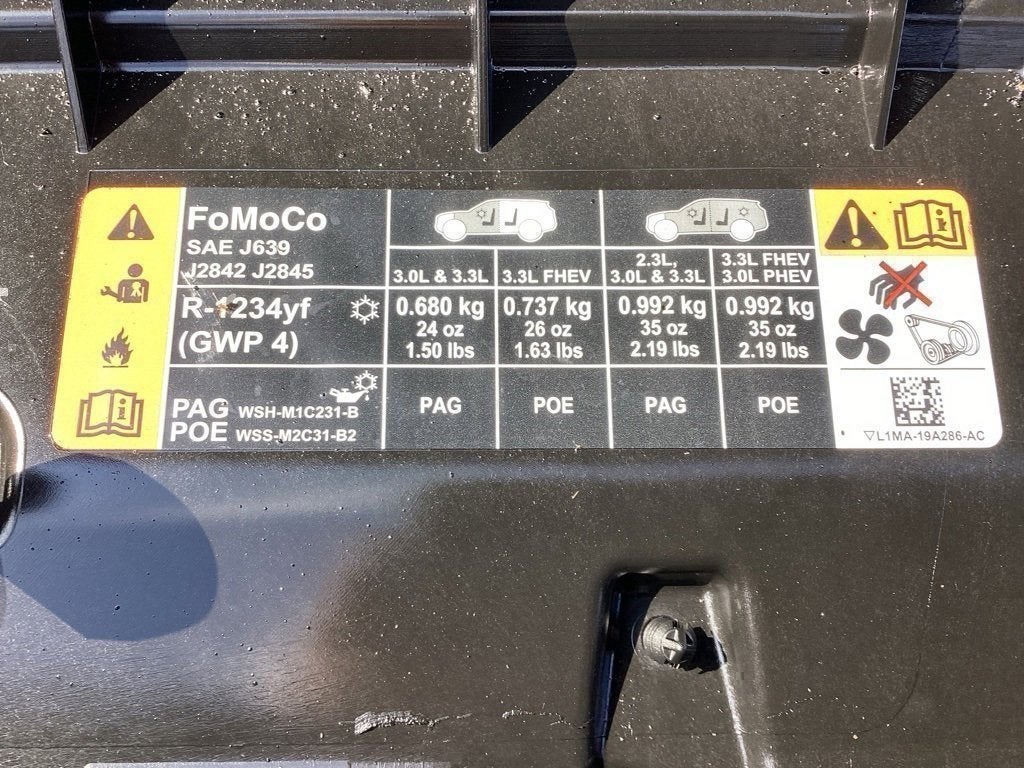 FoMoCo
SAE J639
J2842 J2845
3.0L & 3.3L
3.3L FHEV
2.3L,
3.0L & 3.3L
3.3L FHEV
3.0L PHEV
R-1234yf
(GWP 4)
0.680 kg
24 oz
1.50 lbs
0.737 kg
26 oz
1.63 lbs
0.992 kg
35 oz
2.19 lbs
0.992 kg
35 oz
2.19 lbs
PAG WSH-M1C231-B
POE WSS-M2C31-B2
PAG
POE
PAG
POE
L1MA-19A286-AC